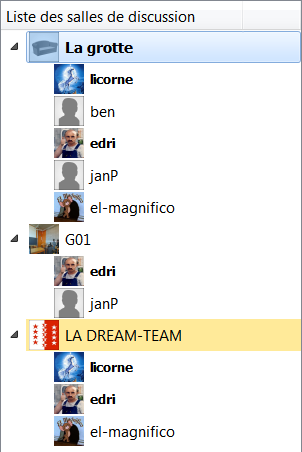 Liste des salles de discussion
La grotte
licorne
ben
edri
janP
el-magnifico
G01
edri
janP
LA DREAM-TEAM
licorne
edri
el-magnifico